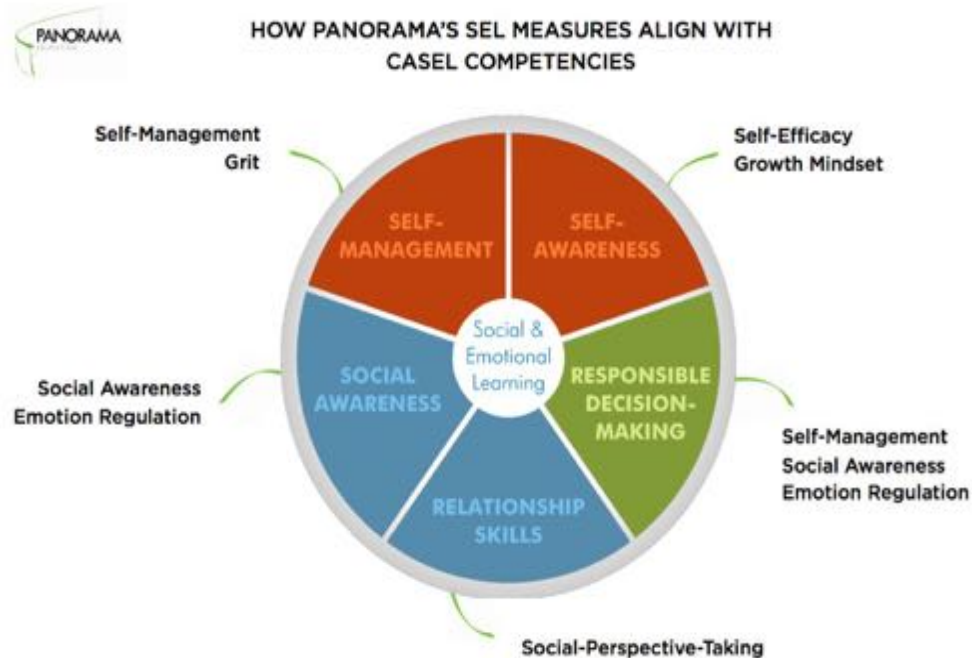 PANORAMA
HOW PANORAMA'S SEL MEASURES ALIGN WITH
CASEL COMPETENCIES
Self-Management
Grit
Self-Efficacy
Growth Mindset
SELF-
MANAGEMENT
SELF-
AWARENESS
Social &
Emotional
Learning
SOCIAL
AWARENESS
RESPONSIBLE
DECISION-
MAKING
RELATIONSHIP
SKILLS
Social Awareness
Emotion Regulation
Self-Management
Social Awareness
Emotion Regulation
Social-Perspective-Taking